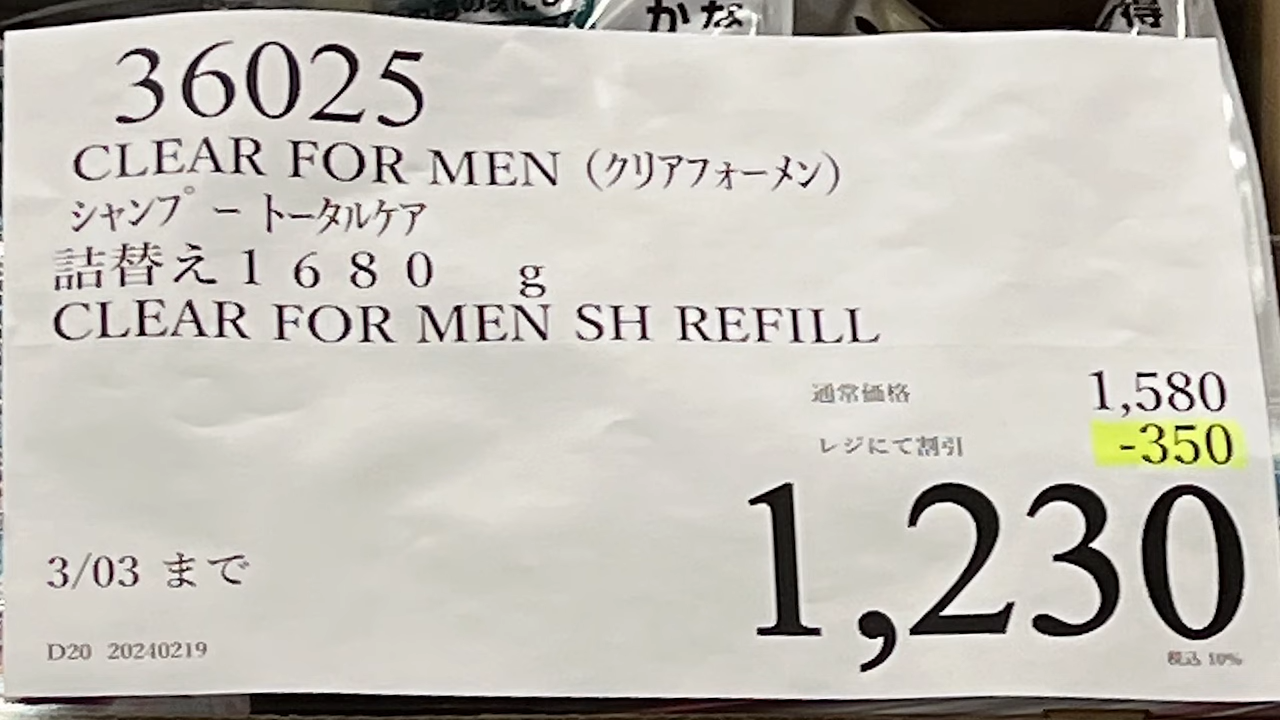 かな
得
36025
CLEAR FOR MEN (クリアフォーメン)
シャンプー トータルケア
詰替え1680 g
CLEAR FOR MEN SH REFILL
通常価格 1,580
レジにて割引 -350
1,230
税込 10%
3/03 まで
D20 20240219